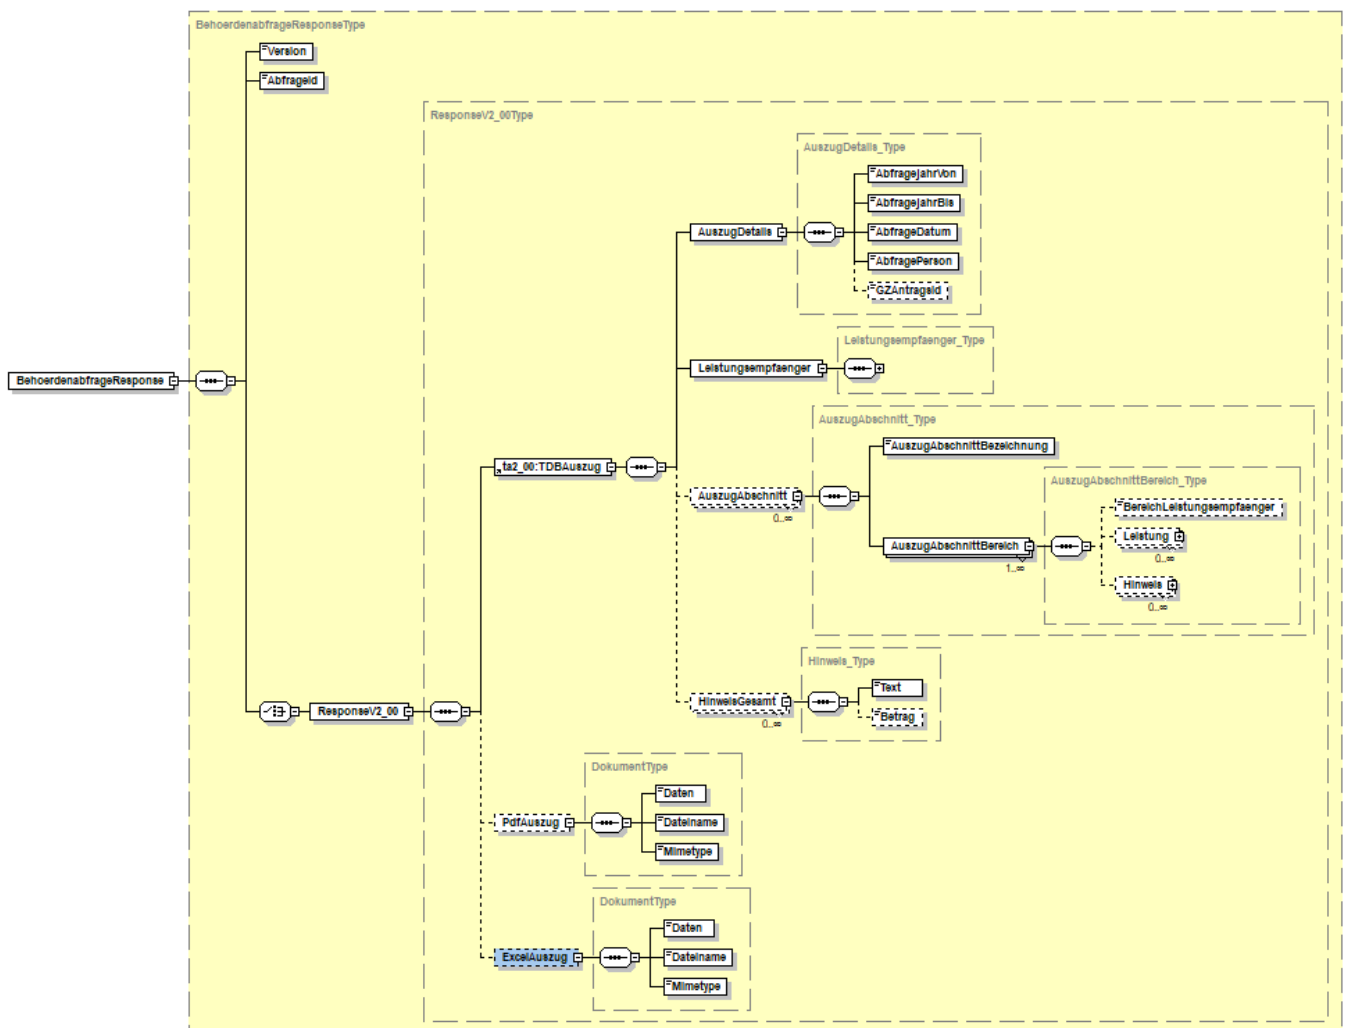 BehoerdenabfrageResponseType
Version
AbfrageId
ResponseV2_00Type
AuszugDetails_Type
AbfragejahrVon
AbfragejahrBis
AuszugDetails
AbfrageDatum
AbfragePerson
GZAntragsId
Leistungsempfaenger_Type
Leistungsempfaenger
BehoerdenabfrageResponse
AuszugAbschnitt_Type
AuszugAbschnittBezeichnung
ta2_00:TDBAuszug
AuszugAbschnittBereich_Type
AuszugAbschnitt
0..∞
BereichLeistungsempfaenger
Leistung
0..∞
AuszugAbschnittBereich
1..∞
Hinweis
0..∞
Hinweis_Type
Text
HinweisGesamt
0..∞
Betrag
ResponseV2_00
DokumentType
Daten
PdfAuszug
Dateiname
Mimetype
DokumentType
Daten
ExcelAuszug
Dateiname
Mimetype